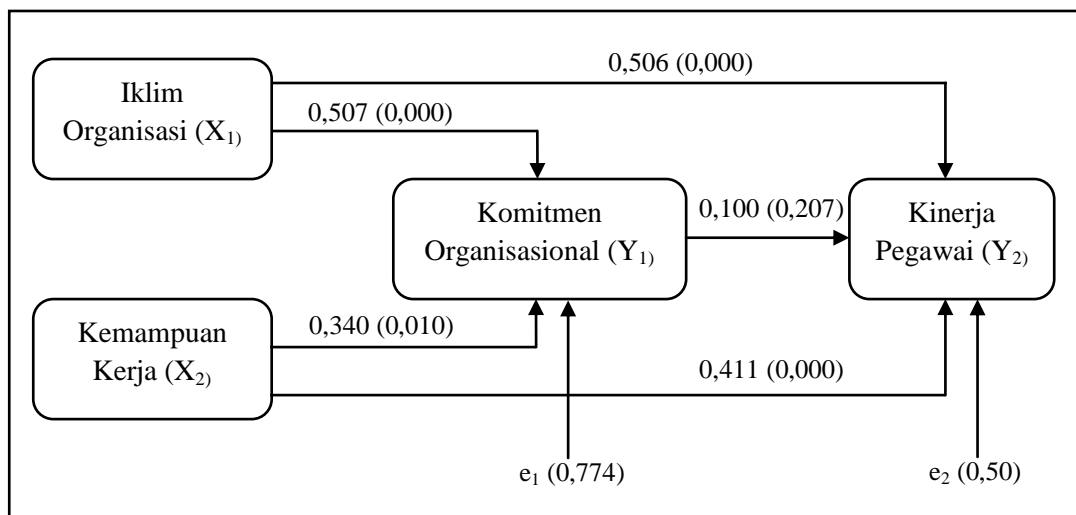 0,506 (0,000)
Iklim
Organisasi (X1)
0,507 (0,000)
Komitmen
Organisasional (Y1)
0,100 (0,207)
Kinerja
Pegawai (Y2)
Kemampuan
Kerja (X2)
0,340 (0,010)
0,411 (0,000)
e1 (0,774)
e2 (0,50)